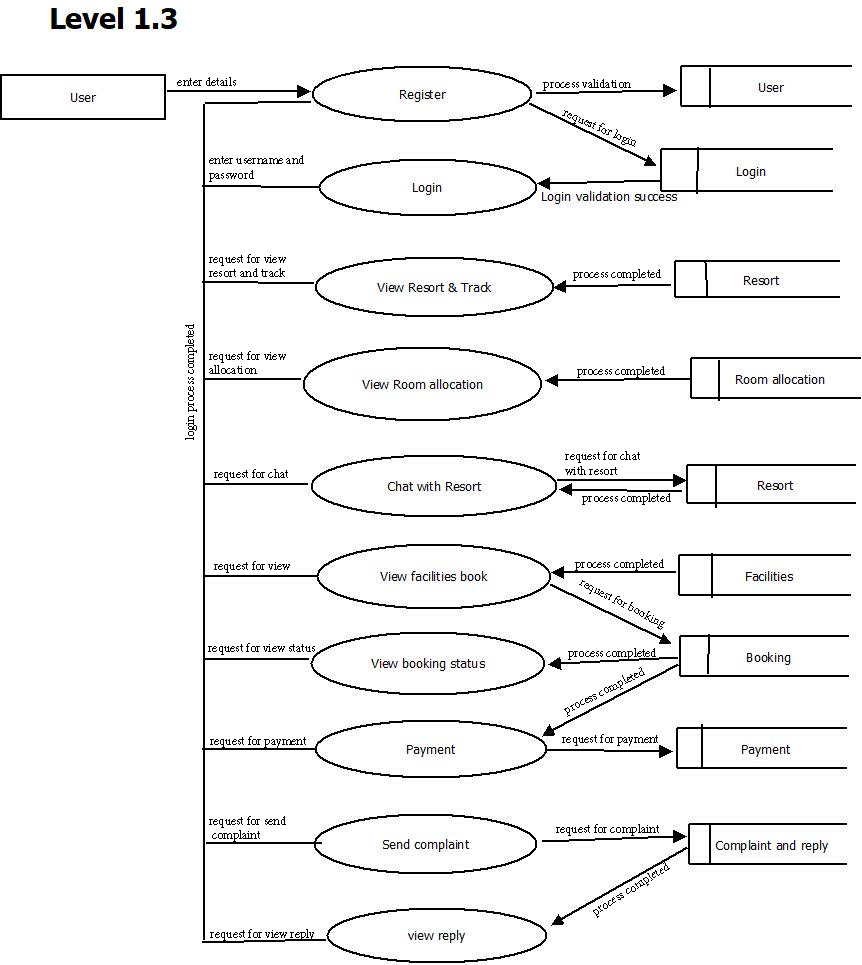 Level 1.3
User
enter details
Register
process validation
User
request for login
enter username and
password
Login
Login
Login validation success
request for view
resort and track
View Resort & Track
process completed
Resort
login process completed
request for view
allocation
View Room allocation
process completed
Room allocation
request for chat
Chat with Resort
request for chat
with resort
process completed
Resort
request for view
View facilities book
process completed
Facilities
request for booking
request for view status
View booking status
process completed
Booking
process completed
request for payment
Payment
request for payment
Payment
request for send
complaint
Send complaint
request for complaint
Complaint and reply
process completed
request for view reply
view reply